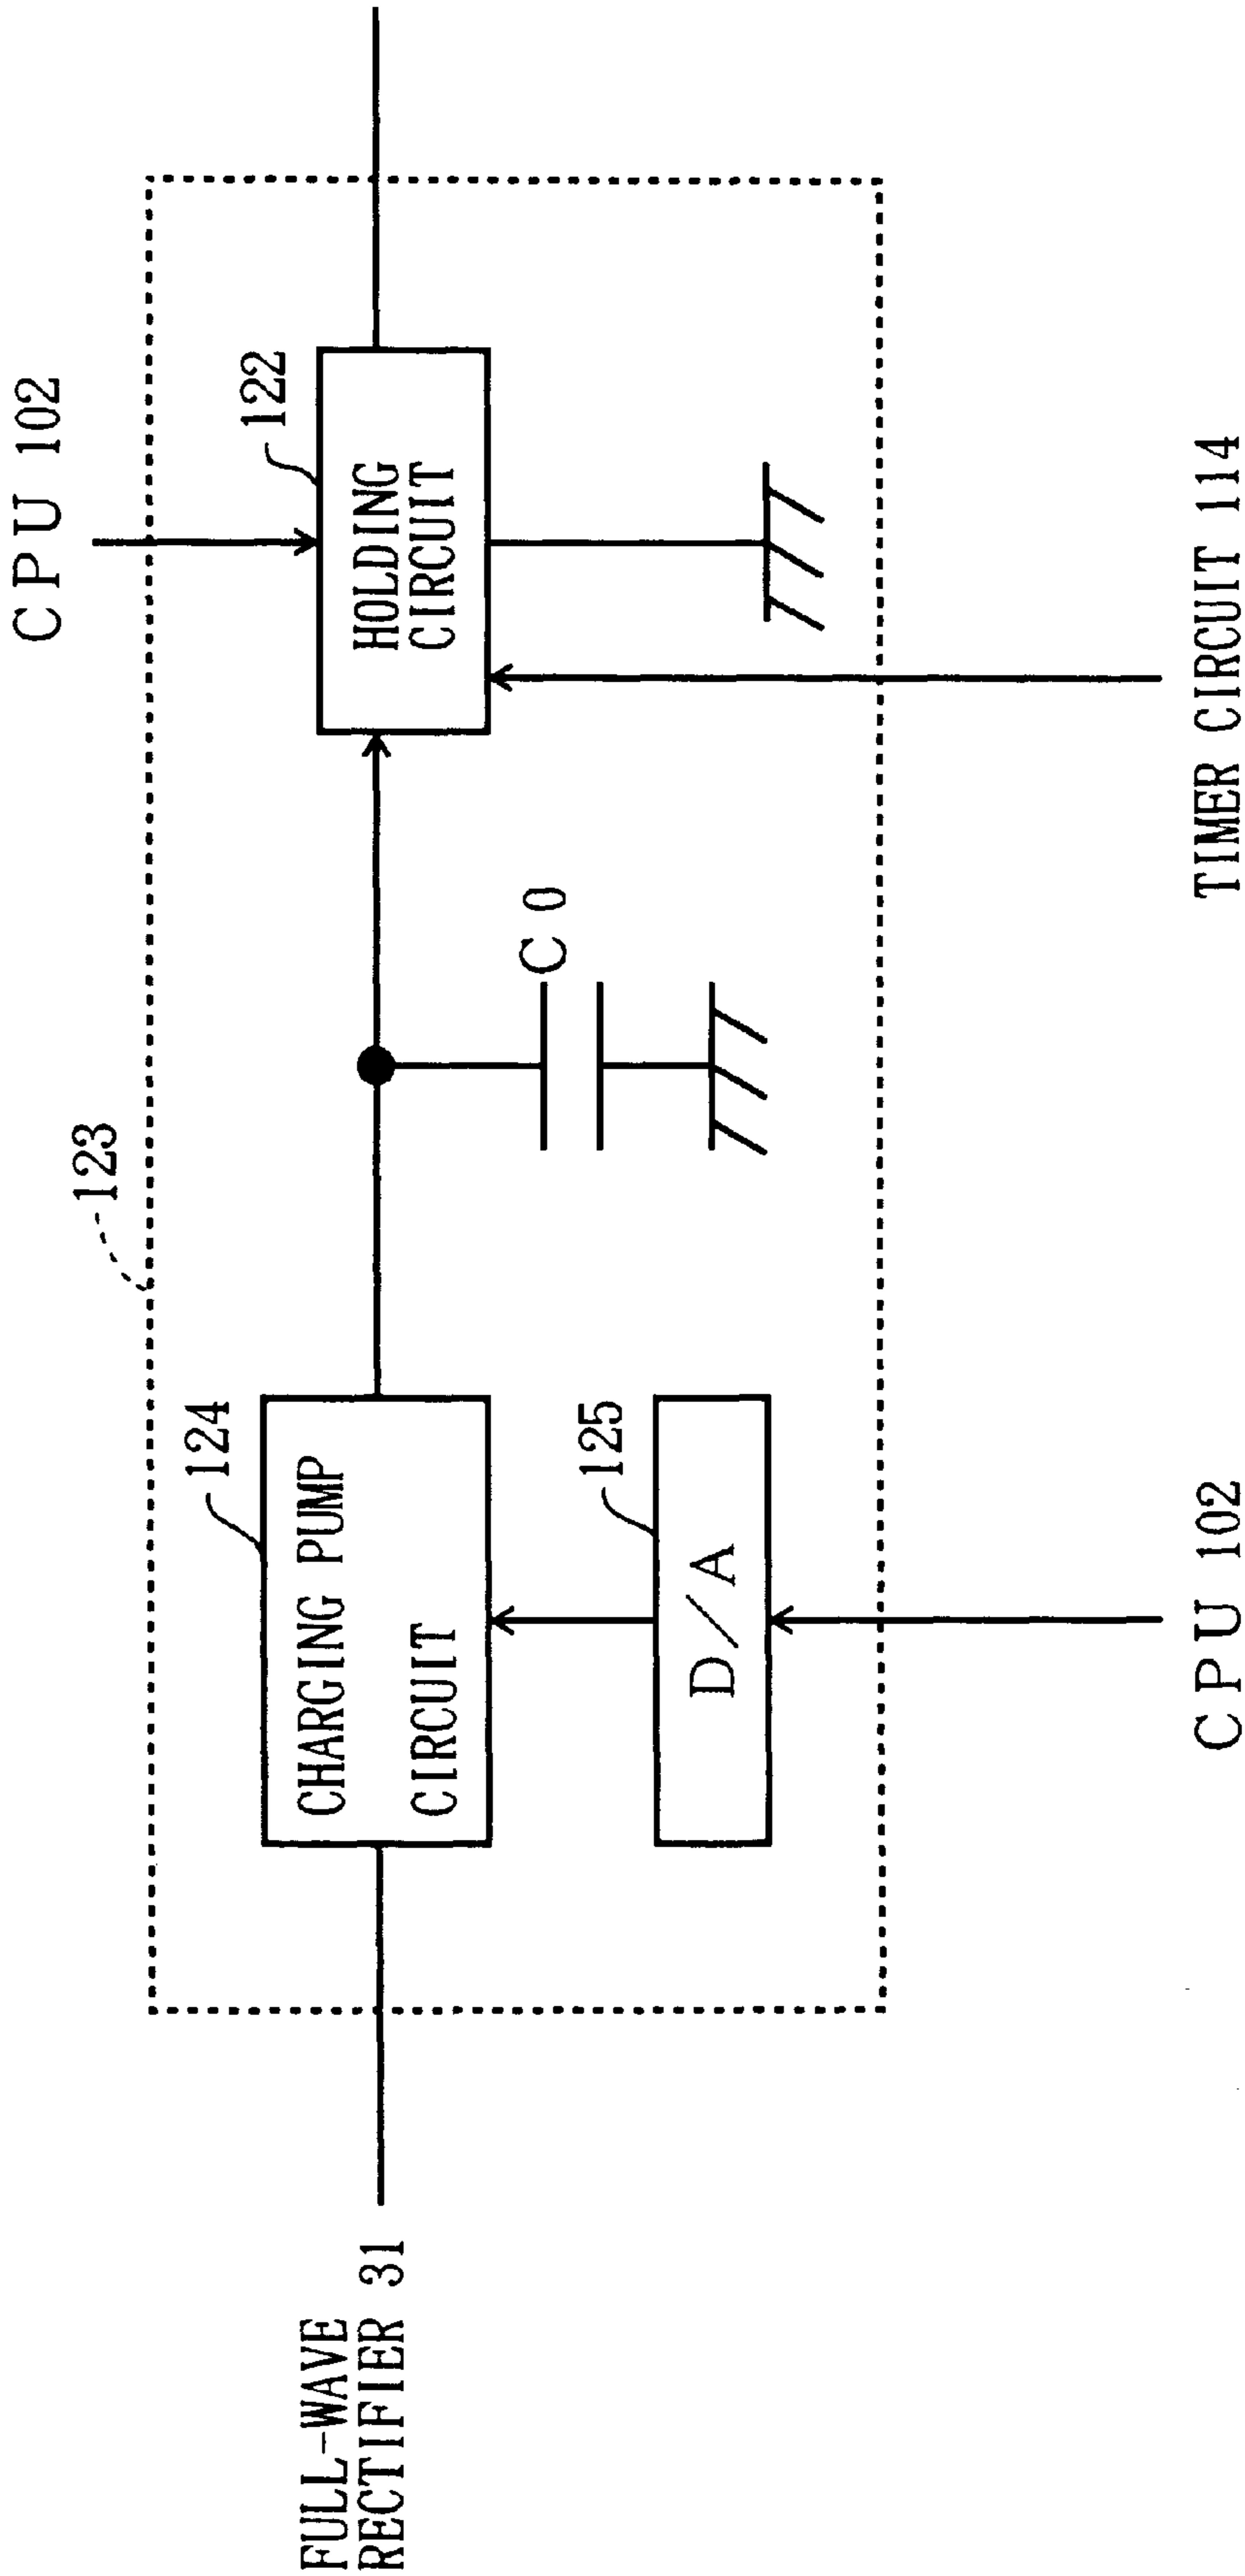 CPU 102
123
124
CHARGING PUMP
CIRCUIT
122
HOLDING
CIRCUIT
C0
125
D/A
FULL-WAVE
RECTIFIER 31
CPU 102
TIMER CIRCUIT 114